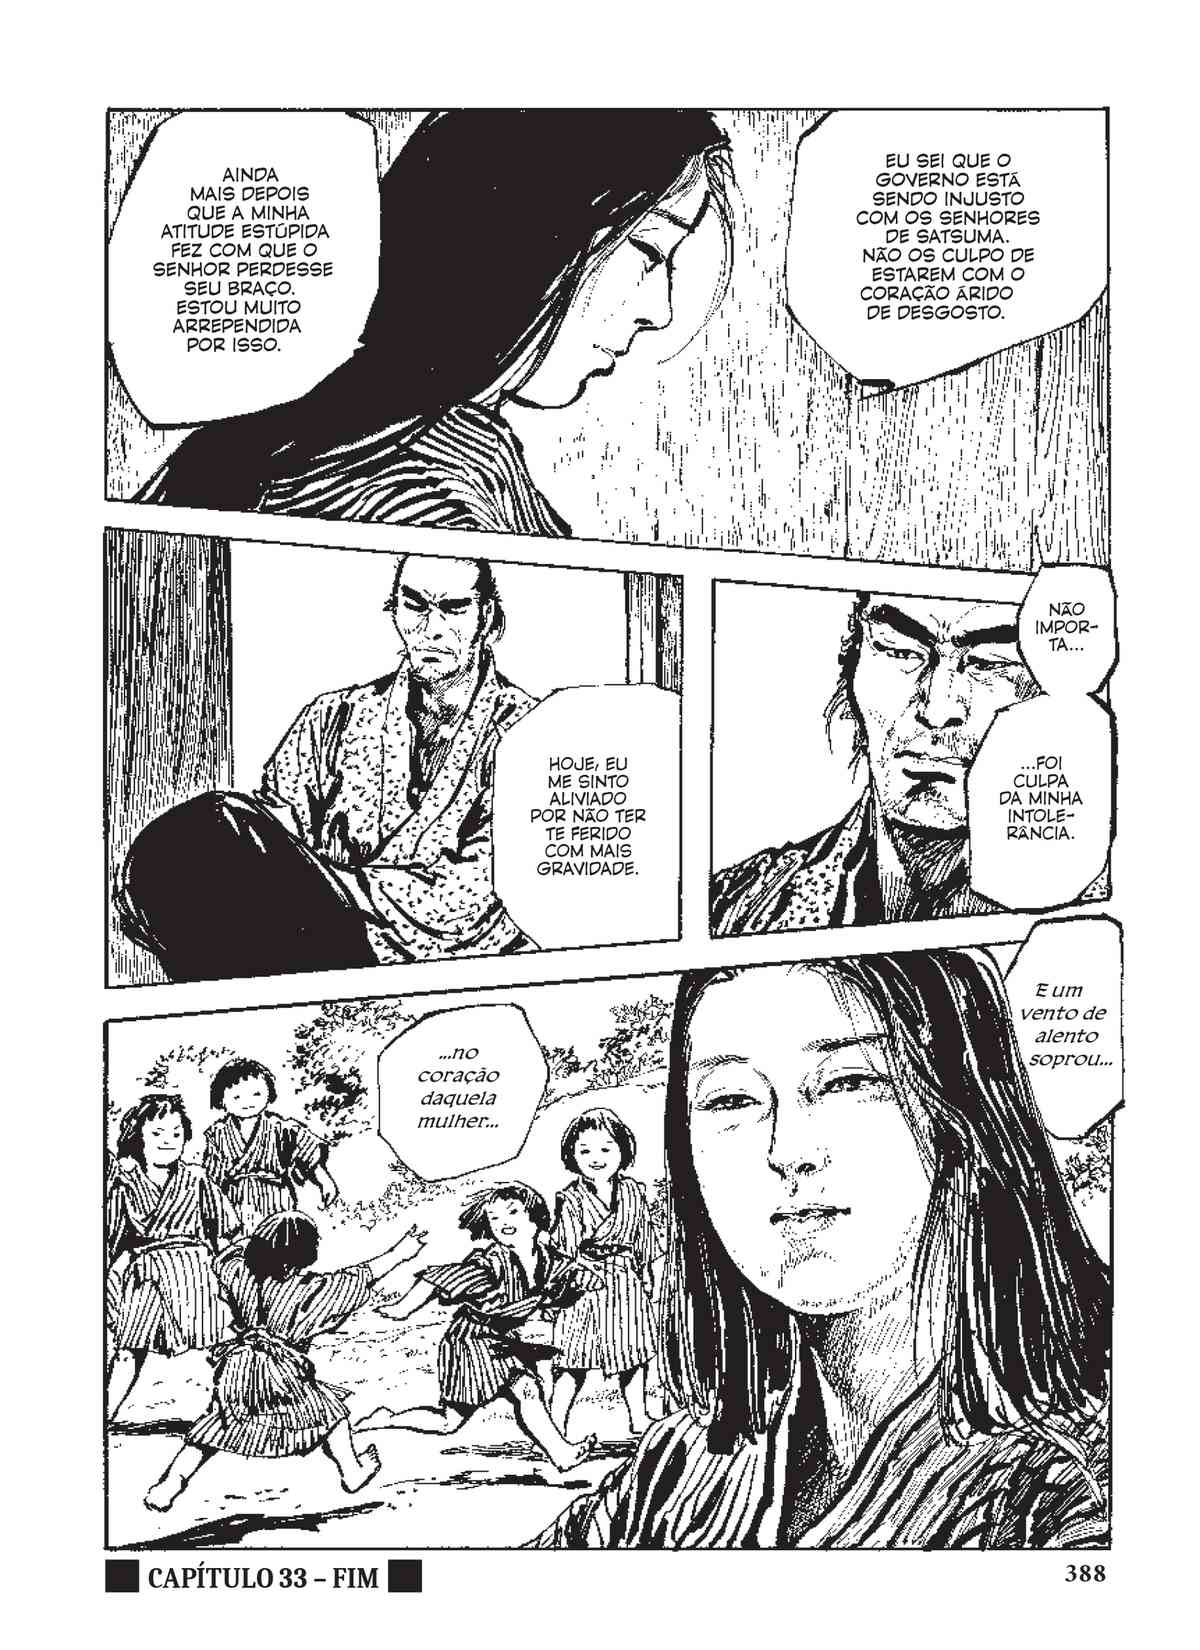 EU SEI QUE O
GOVERNO ESTÁ
SENDO INJUSTO
COM OS SENHORES
DE SATSUMA.
NÃO OS CULPO DE
ESTAREM COM O
CORAÇÃO ÁRIDO
DE DESGOSTO.
AINDA
MAIS DEPOIS
QUE A MINHA
ATITUDE ESTÚPIDA
FEZ COM QUE O
SENHOR PERDESSE
SEU BRAÇO.
ESTOU MUITO
ARREPENDIDA
POR ISSO.
NÃO
IMPOR-
TA...
...FOI
CULPA
DA MINHA
INTOLE-
RÂNCIA.
HOJE, EU
ME SINTO
ALIVIADO
POR NÃO TER
TE FERIDO
COM MAIS
GRAVIDADE.
E um
vento de
alento
soprou...
...no
coração
daquela
mulher...
CAPÍTULO 33 – FIM
388